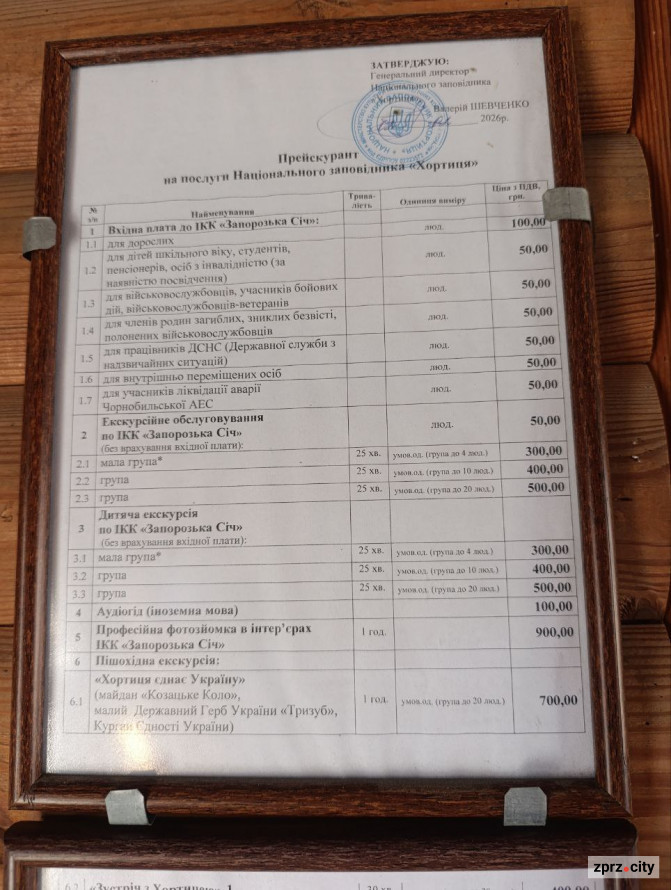 ЗАТВЕРДЖУЮ:
Генеральний директор
Національного заповідника
Валерій ШЕВЧЕНКО
2026р.
Прейскурант
на послуги Національного заповідника «Хортиця»
№ з/п Найменування Трива-лість Одиниця виміру Ціна з ПДВ, грн.
1 Вхідна плата до ІКК «Запорозька Січ»:
1.1 для дорослих люд. 100,00
1.2 для дітей шкільного віку, студентів,
пенсіонерів, осіб з інвалідністю (за
наявністю посвідчення) люд. 50,00
1.3 для військовослужбовців, учасників бойових
дій, військовослужбовців-ветеранів люд. 50,00
1.4 для членів родин загиблих, зниклих безвісті,
полонених військовослужбовців люд. 50,00
1.5 для працівників ДСНС (Державної служби з
надзвичайних ситуацій) люд. 50,00
1.6 для внутрішньо переміщених осіб люд. 50,00
1.7 для учасників ліквідації аварії
Чорнобильської АЕС люд. 50,00
2 Екскурсійне обслуговування
по ІКК «Запорозька Січ»
(без врахування вхідної плати): люд. 50,00
2.1 мала група* 25 хв. умов.од. (група до 4 люд.) 300,00
2.2 група 25 хв. умов.од. (група до 10 люд.) 400,00
2.3 група 25 хв. умов.од. (група до 20 люд.) 500,00
3 Дитяча екскурсія
по ІКК «Запорозька Січ»
(без врахування вхідної плати):
3.1 мала група* 25 хв. умов.од. (група до 4 люд.) 300,00
3.2 група 25 хв. умов.од. (група до 10 люд.) 400,00
3.3 група 25 хв. умов.од. (група до 20 люд.) 500,00
4 Аудіогід (іноземна мова) 100,00
5 Професійна фотозйомка в інтер’єрах
ІКК «Запорозька Січ» 1 год. 900,00
6 Пішохідна екскурсія:
6.1 «Хортиця єднає Україну»
(майдан «Козацьке Коло»,
малий Державний Герб України «Тризуб»,
Курган Єдності України) 1 год. умов.од. (група до 20 люд.) 700,00
zprz.city